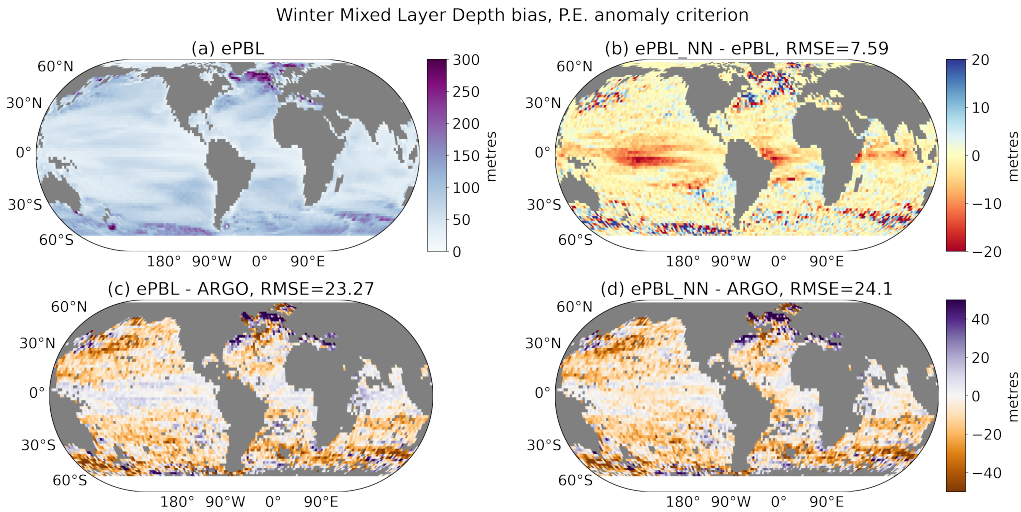 Winter Mixed Layer Depth bias, P.E. anomaly criterion
(a) ePBL
60°N
30°N
0°
30°S
60°S
180° 90°W 0° 90°E
300
250
200
150
100
50
0
metres
(b) ePBL_NN - ePBL, RMSE=7.59
60°N
30°N
0°
30°S
60°S
180° 90°W 0° 90°E
20
10
0
−10
−20
metres
(c) ePBL - ARGO, RMSE=23.27
60°N
30°N
0°
30°S
60°S
180° 90°W 0° 90°E
(d) ePBL_NN - ARGO, RMSE=24.1
60°N
30°N
0°
30°S
60°S
180° 90°W 0° 90°E
40
20
0
−20
−40
metres